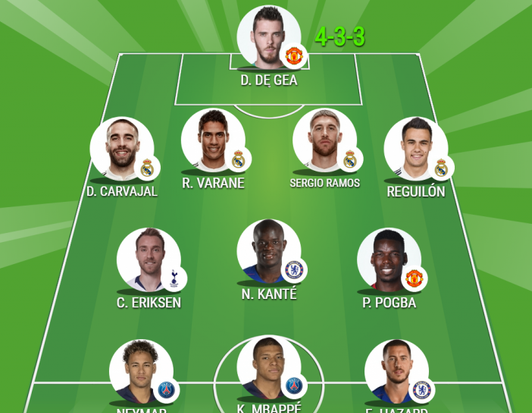 4-3-3
D. DE GEA
D. CARVAJAL
R. VARANE
SERGIO RAMOS
REGUILÓN
C. ERIKSEN
N. KANTÉ
P. POGBA
NEYMAR
K. MBAPPÉ
E. HAZARD